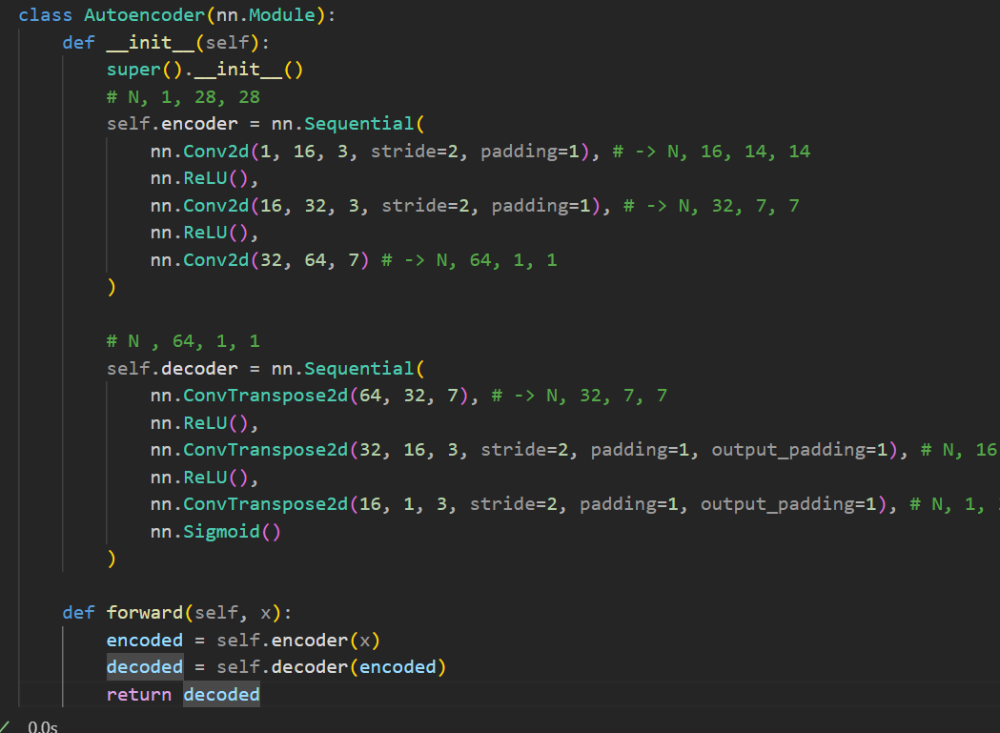 class Autoencoder(nn.Module):
    def __init__(self):
        super().__init__()
        # N, 1, 28, 28
        self.encoder = nn.Sequential(
            nn.Conv2d(1, 16, 3, stride=2, padding=1), # -> N, 16, 14, 14
            nn.ReLU(),
            nn.Conv2d(16, 32, 3, stride=2, padding=1), # -> N, 32, 7, 7
            nn.ReLU(),
            nn.Conv2d(32, 64, 7) # -> N, 64, 1, 1
        )

        # N , 64, 1, 1
        self.decoder = nn.Sequential(
            nn.ConvTranspose2d(64, 32, 7), # -> N, 32, 7, 7
            nn.ReLU(),
            nn.ConvTranspose2d(32, 16, 3, stride=2, padding=1, output_padding=1), # N, 16
            nn.ReLU(),
            nn.ConvTranspose2d(16, 1, 3, stride=2, padding=1, output_padding=1), # N, 1,
            nn.Sigmoid()
        )

    def forward(self, x):
        encoded = self.encoder(x)
        decoded = self.decoder(encoded)
        return decoded
0.0s